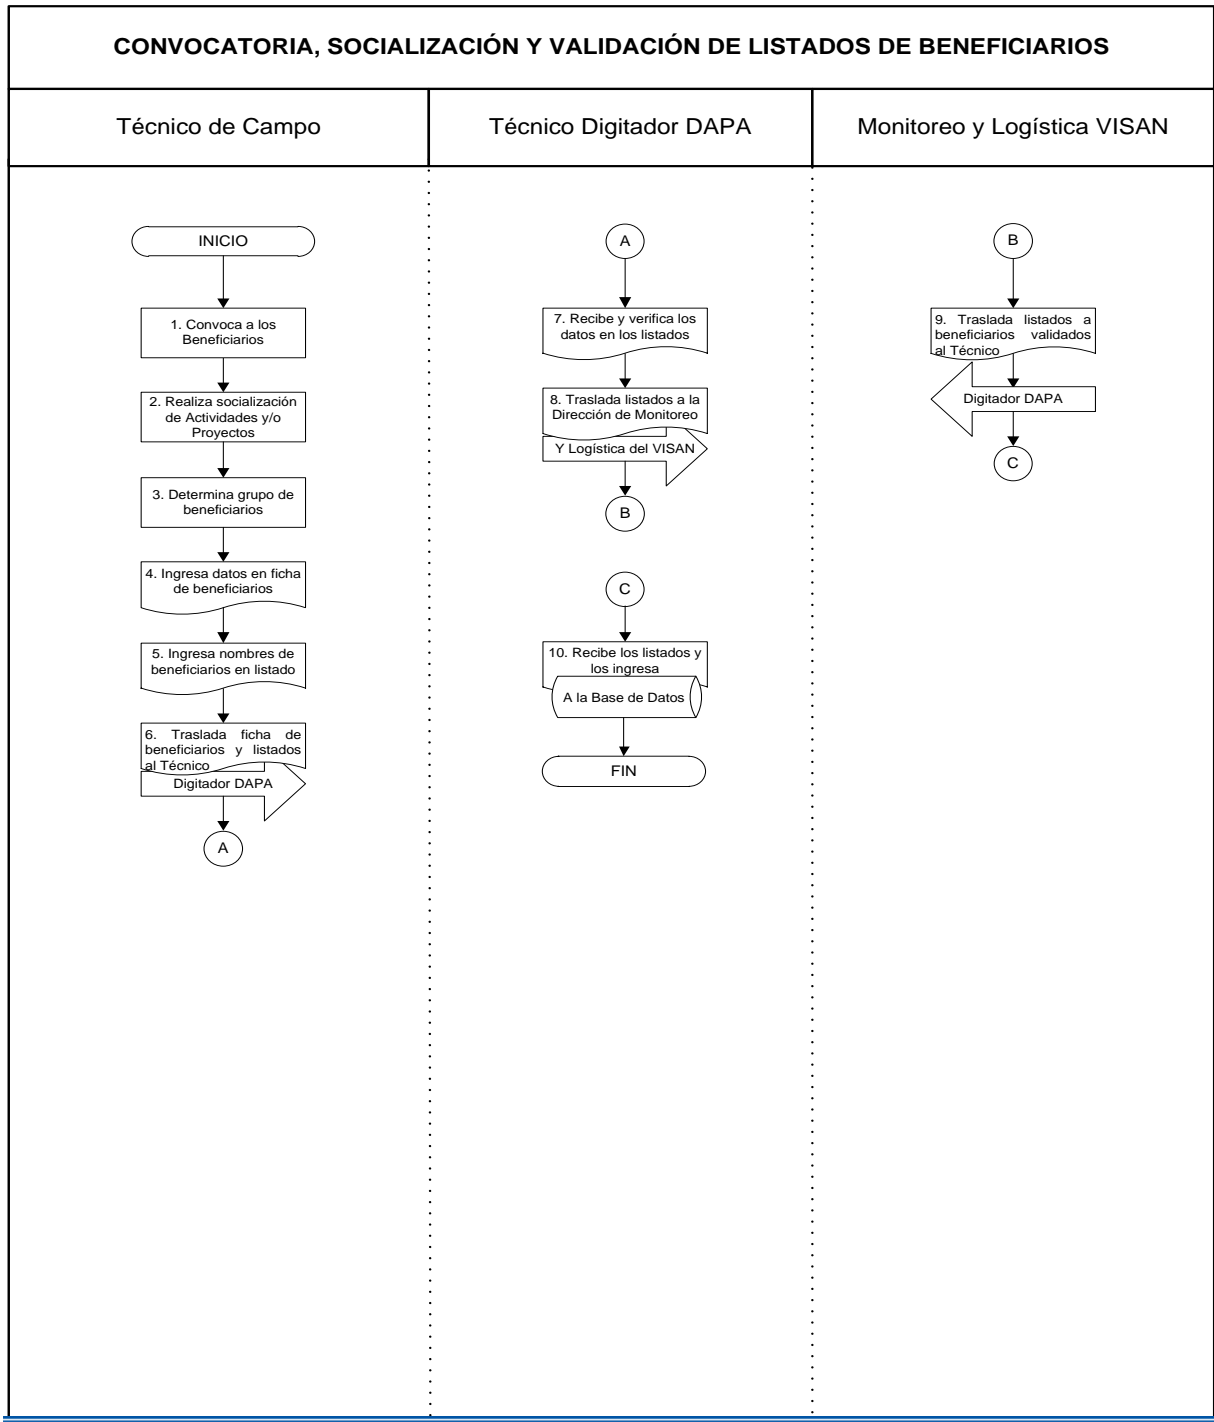 CONVOCATORIA, SOCIALIZACIÓN Y VALIDACIÓN DE LISTADOS DE BENEFICIARIOS
Técnico de Campo
Técnico Digitador DAPA
Monitoreo y Logística VISAN
INICIO
1. Convoca a los
Beneficiarios
2. Realiza socialización
de Actividades y/o
Proyectos
3. Determina grupo de
beneficiarios
4. Ingresa datos en ficha
de beneficiarios
5. Ingresa nombres de
beneficiarios en listado
6. Traslada ficha de
beneficiarios y listados
al Técnico
Digitador DAPA
A
A
7. Recibe y verifica los
datos en los listados
8. Traslada listados a la
Dirección de Monitoreo
Y Logística del VISAN
B
C
10. Recibe los listados y
los ingresa
A la Base de Datos
FIN
B
9. Traslada listados a
beneficiarios validados
al Técnico
Digitador DAPA
C